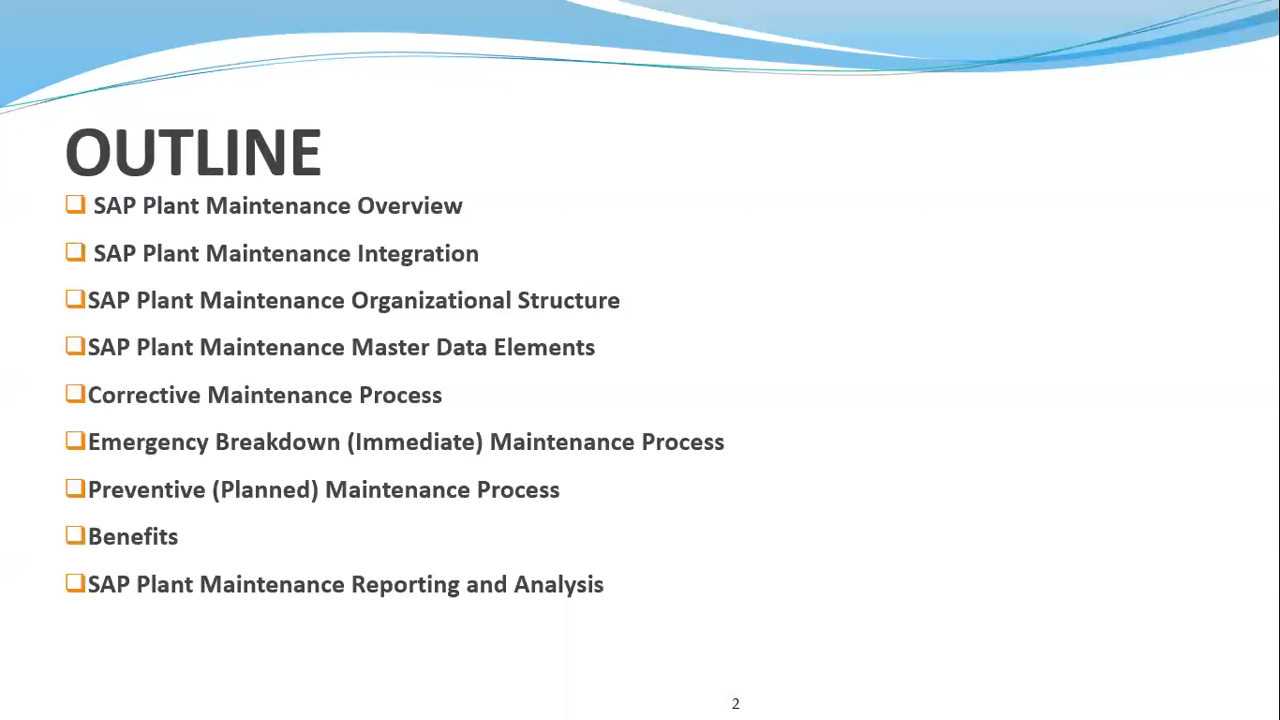 OUTLINE
SAP Plant Maintenance Overview
SAP Plant Maintenance Integration
SAP Plant Maintenance Organizational Structure
SAP Plant Maintenance Master Data Elements
Corrective Maintenance Process
Emergency Breakdown (Immediate) Maintenance Process
Preventive (Planned) Maintenance Process
Benefits
SAP Plant Maintenance Reporting and Analysis
2